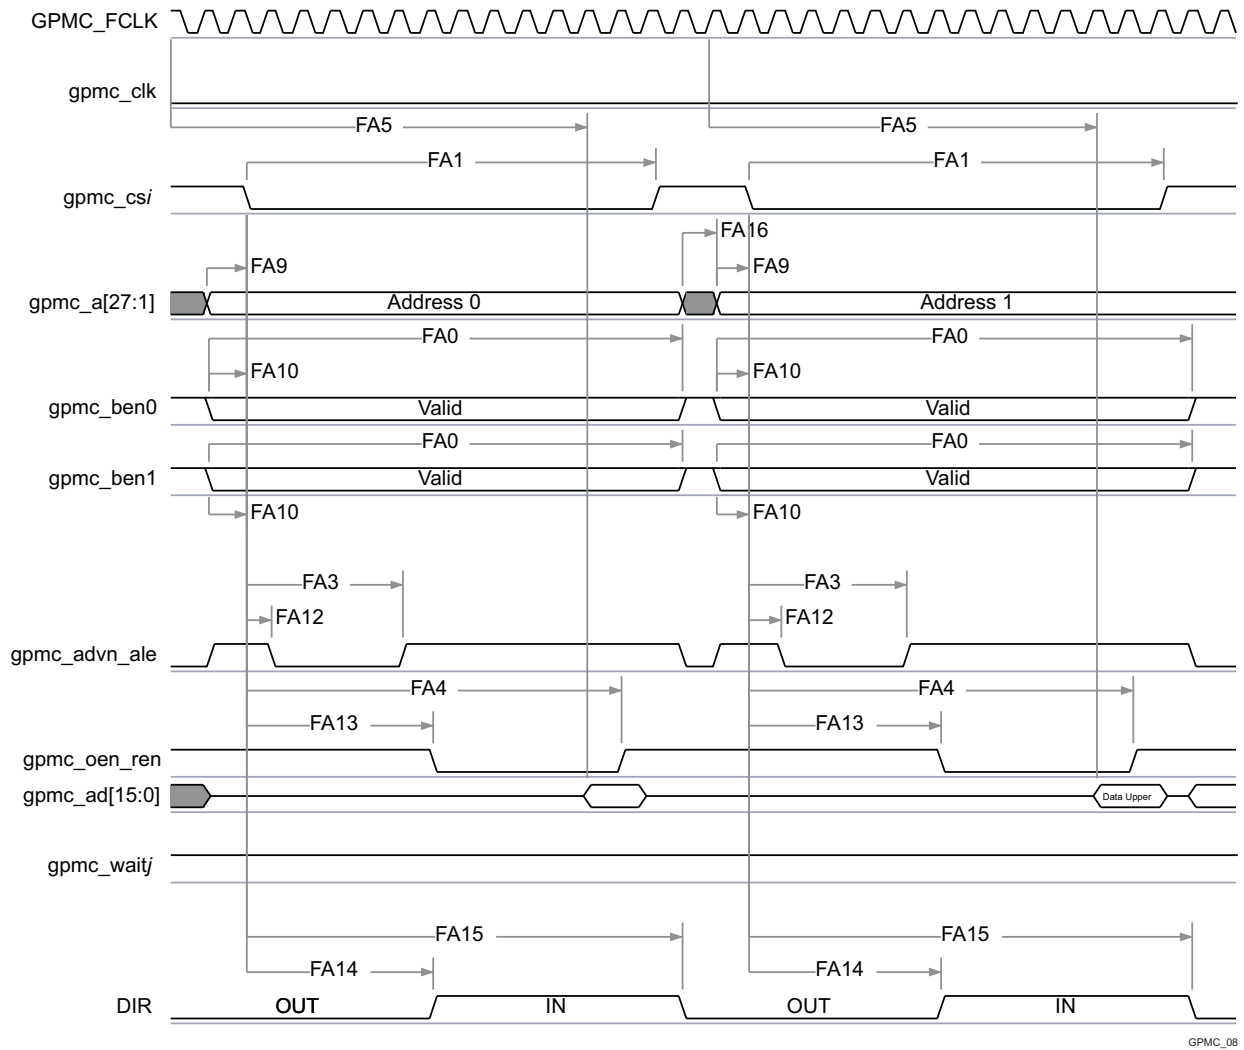 GPMC_FCLK
gpmc_clk
FA5 FA5
FA1 FA1
gpmc_csi
FA16
FA9 FA9
gpmc_a[27:1] Address 0 Address 1
FA0 FA0
FA10 FA10
gpmc_ben0 Valid Valid
FA0 FA0
gpmc_ben1 Valid Valid
FA10 FA10
FA3 FA3
FA12 FA12
gpmc_advn_ale
FA4 FA4
FA13 FA13
gpmc_oen_ren
gpmc_ad[15:0] Data Upper
gpmc_waitj
FA15 FA15
FA14 FA14
DIR OUT IN OUT IN
GPMC_08